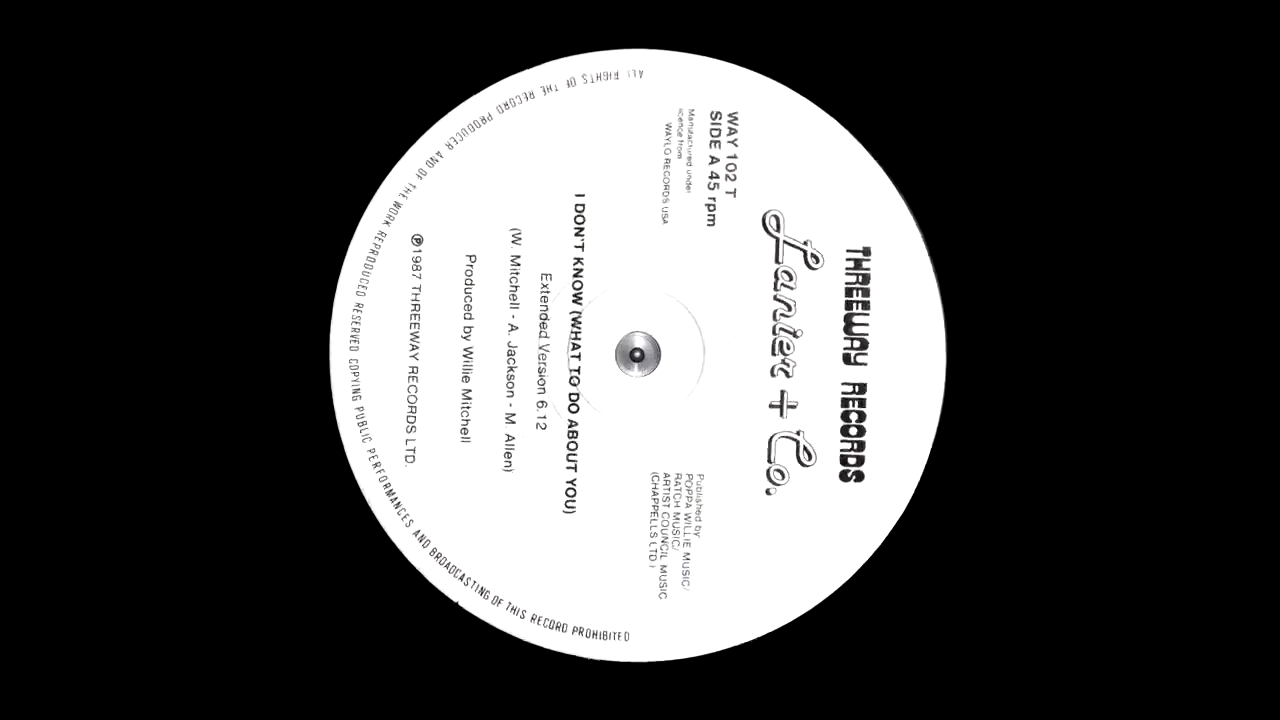 THREEWAY RECORDS
Lanier + Co.
WAY 102 T
SIDE A 45 rpm
Manufactured under
licence from
WAYLO RECORDS USA
Published by:
POPPA WILLIE MUSIC/
RATCH MUSIC/
ARTIST COUNCIL MUSIC
(CHAPPELLS LTD.)
I DON'T KNOW (WHAT TO DO ABOUT YOU)
Extended Version 6.12
(W. Mitchell - A. Jackson - M. Allen)
Produced by Willie Mitchell
℗1987 THREEWAY RECORDS LTD.
ALL RIGHTS OF THE RECORD PRODUCER AND OF THE WORK REPRODUCED RESERVED COPYING PUBLIC PERFORMANCES AND BROADCASTING OF THIS RECORD PROHIBITED